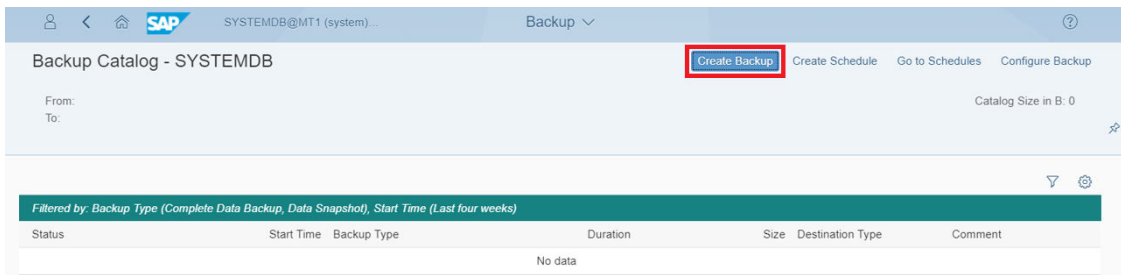 SAP SYSTEMDB@MT1 (system)... Backup
Backup Catalog - SYSTEMDB Create Backup Create Schedule Go to Schedules Configure Backup
From: Catalog Size in B: 0
To:
Filtered by: Backup Type (Complete Data Backup, Data Snapshot), Start Time (Last four weeks)
Status Start Time Backup Type Duration Size Destination Type Comment
No data